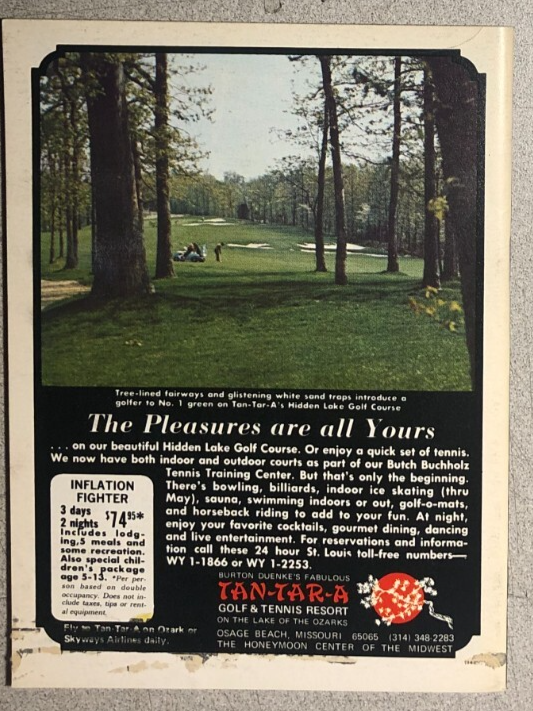 Tree-lined fairways and glistening white sand traps introduce a
golfer to No. 1 green on Tan-Tar-A's Hidden Lake Golf Course
The Pleasures are all Yours
. . . on our beautiful Hidden Lake Golf Course. Or enjoy a quick set of tennis.
We now have both indoor and outdoor courts as part of our Butch Buchholz
Tennis Training Center. But that's only the beginning.
There's bowling, billiards, indoor ice skating (thru
May), sauna, swimming indoors or out, golf-o-mats,
and horseback riding to add to your fun. At night,
enjoy your favorite cocktails, gourmet dining, dancing
and live entertainment. For reservations and informa-
tion call these 24 hour St. Louis toll-free numbers—
WY 1-1866 or WY 1-2253.
INFLATION
FIGHTER
3 days
2 nights $74.95*
Includes lodg-
ing, 5 meals and
some recreation.
Also special chil-
dren's package
age 5-13. *Per per-
son based on double
occupancy. Does not in-
clude taxes, tips or rent-
al equipment.
Fly to Tan-Tar-A on Ozark or
Skyways Airlines daily.
BURTON DUENKE'S FABULOUS
TAN-TAR-A
GOLF & TENNIS RESORT
ON THE LAKE OF THE OZARKS
OSAGE BEACH, MISSOURI 65065 (314) 348-2283
THE HONEYMOON CENTER OF THE MIDWEST